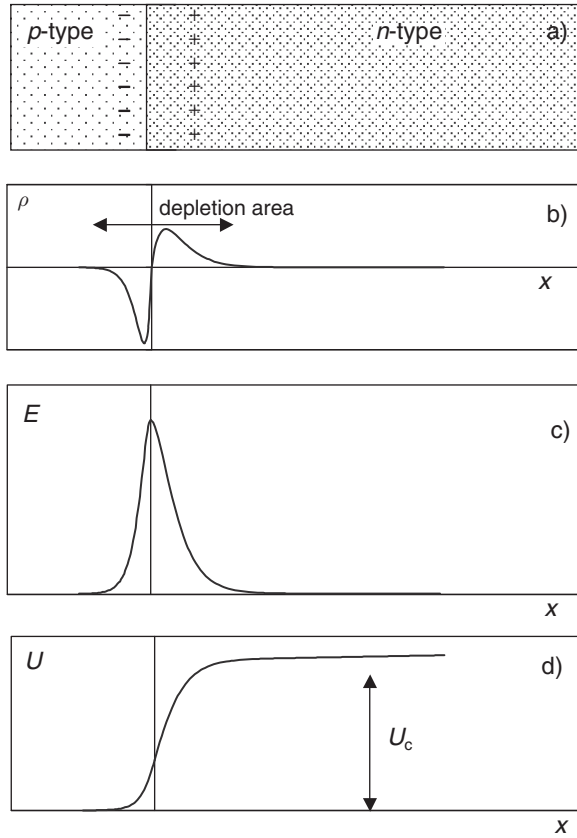 p-type n-type a)
ρ depletion area b)
x
E c)
x
U d)
U_c
x